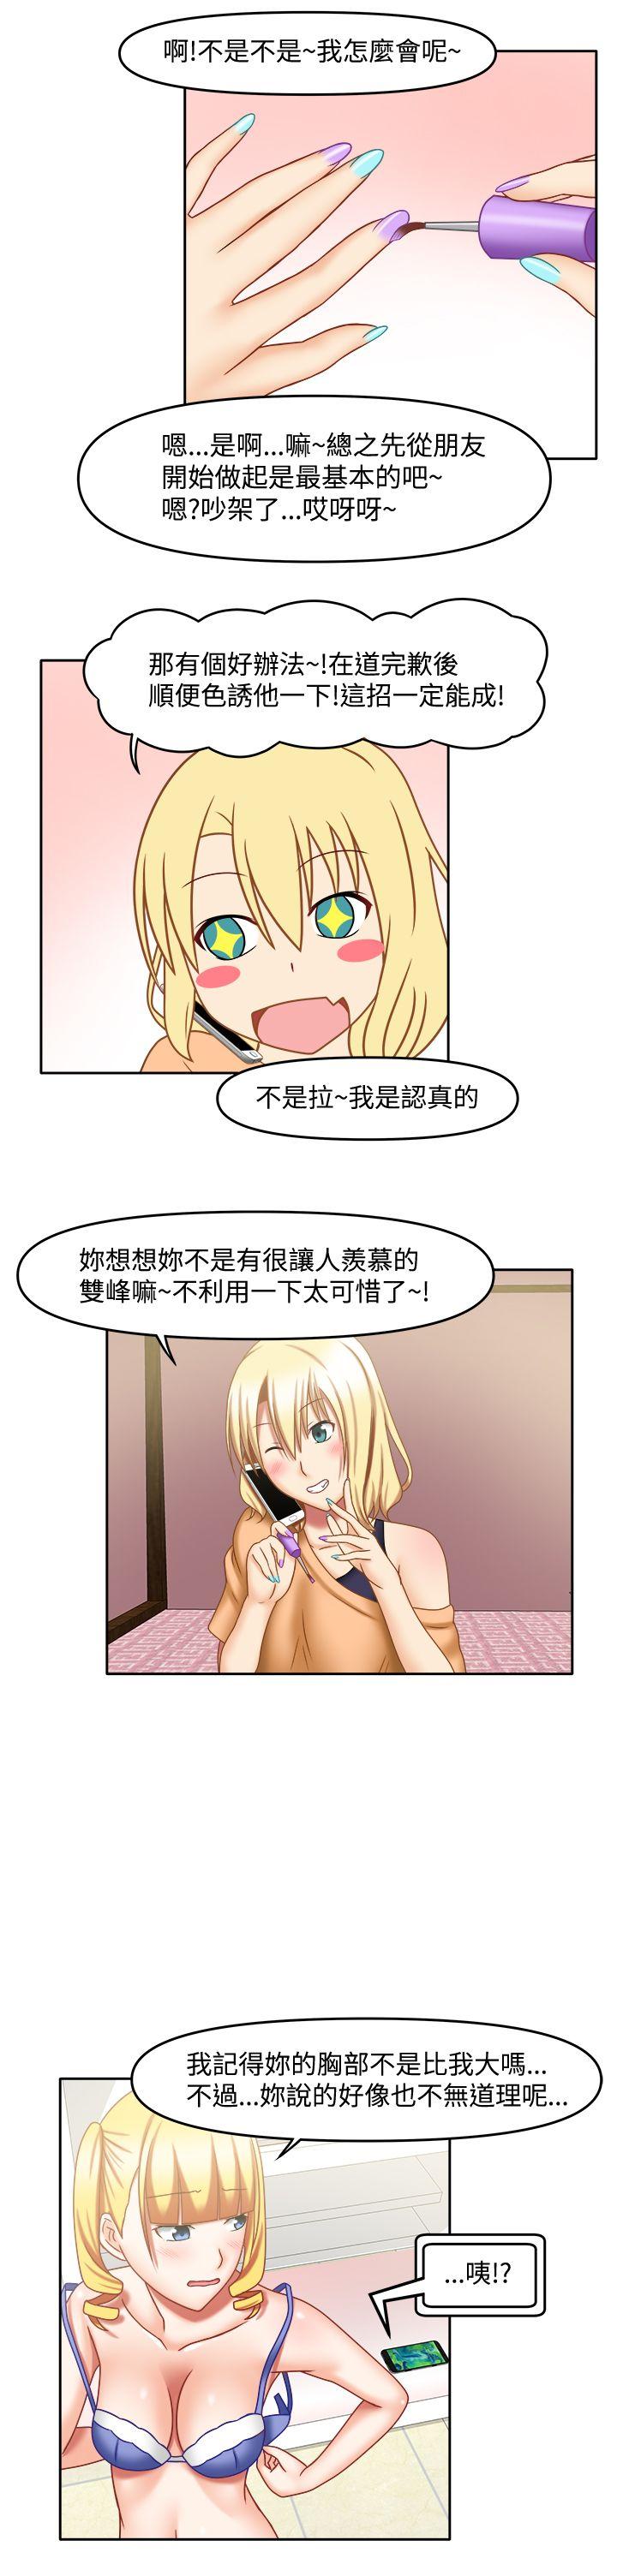 啊!不是不是~我怎麼會呢~
嗯...是啊...嘛~總之先從朋友
開始做起是最基本的吧~
嗯?吵架了...哎呀呀~
那有個好辦法~!在道完歉後
順便色誘他一下!這招一定能成!
不是拉~我是認真的
妳想想妳不是有很讓人羨慕的
雙峰嘛~不利用一下太可惜了~!
我記得妳的胸部不是比我大嗎...
不過...妳說的好像也不無道理呢...
...咦!?